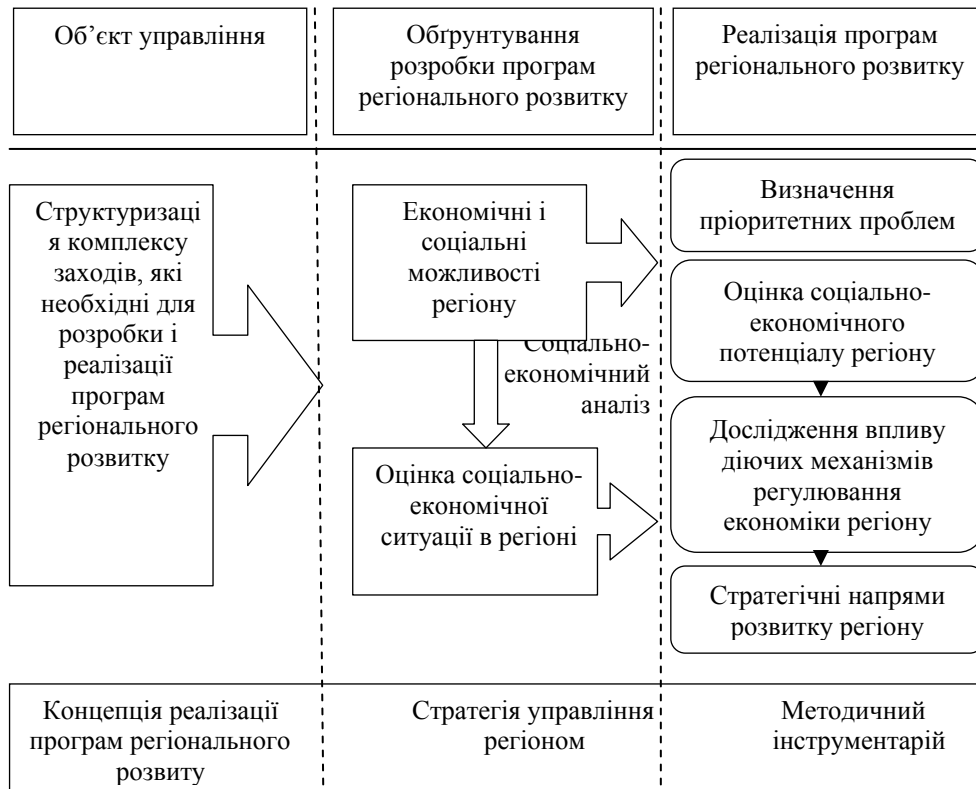 Об’єкт управління
Обґрунтування
розробки програм
регіонального розвитку
Реалізація програм
регіонального розвитку
Структуризаці
я комплексу
заходів, які
необхідні для
розробки і
реалізації
програм
регіонального
розвитку
Економічні і
соціальні
можливості
регіону
Соціально-
економічний
аналіз
Оцінка соціально-
економічної
ситуації в регіоні
Визначення
пріоритетних проблем
Оцінка соціально-
економічного
потенціалу регіону
Дослідження впливу
діючих механізмів
регулювання
економіки регіону
Стратегічні напрями
розвитку регіону
Концепція реалізації
програм регіонального
розвиту
Стратегія управління
регіоном
Методичний
інструментарій